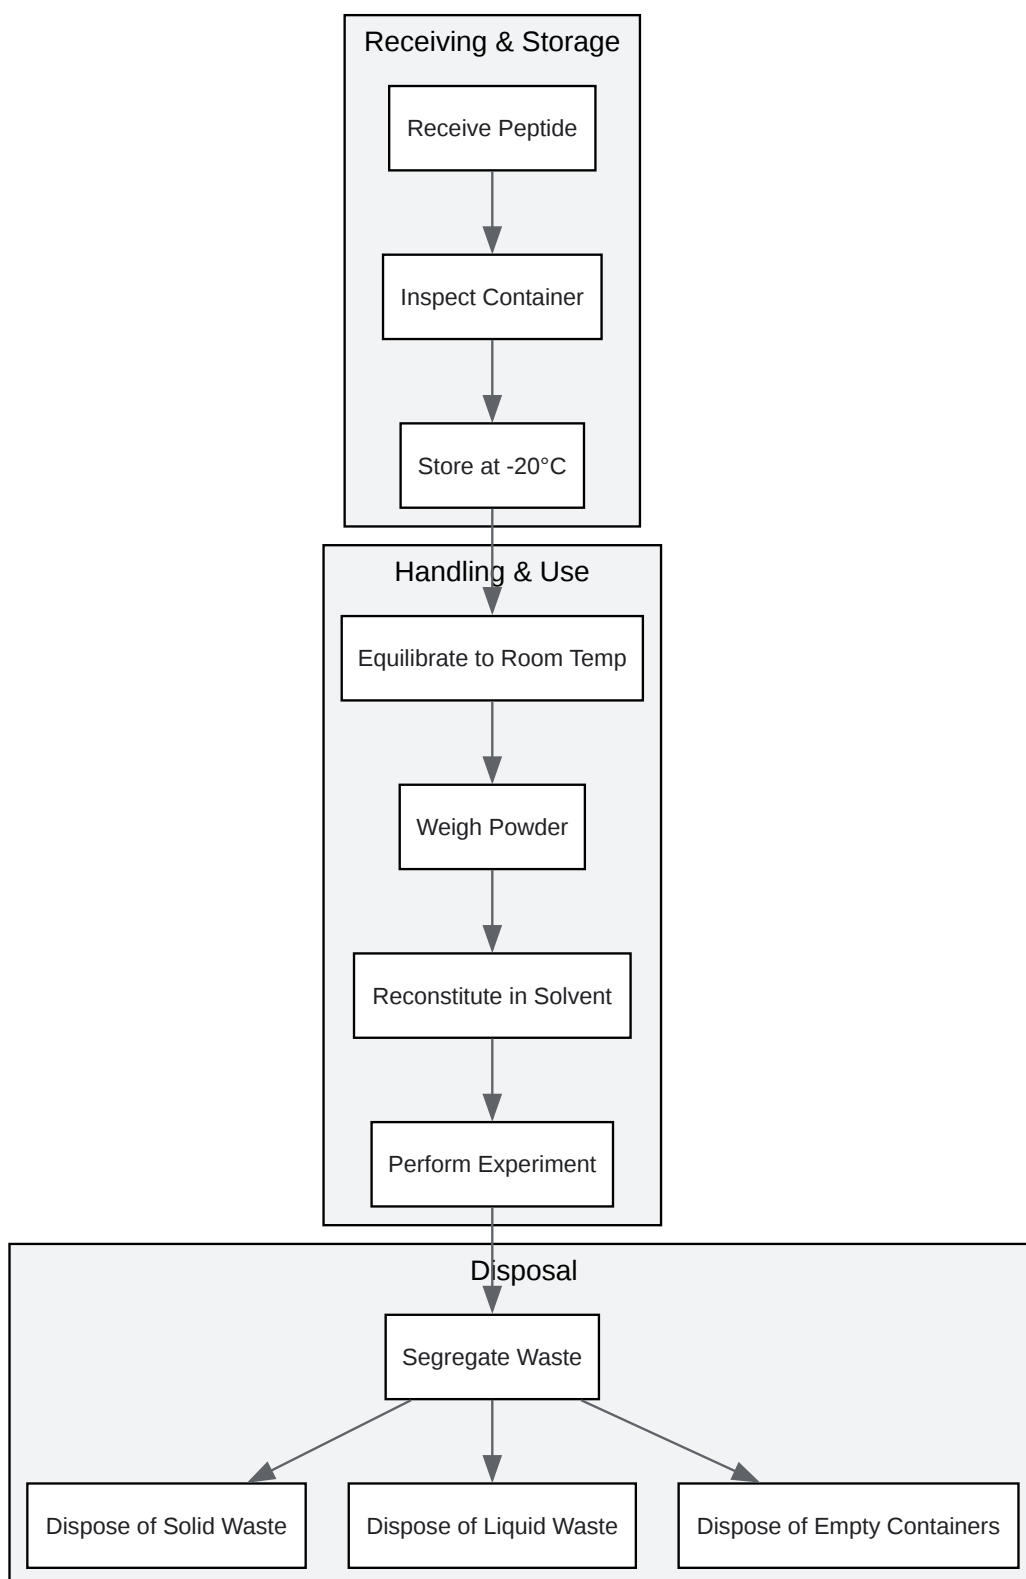 Receiving & Storage
Receive Peptide
Inspect Container
Store at -20°C
Handling & Use
Equilibrate to Room Temp
Weigh Powder
Reconstitute in Solvent
Perform Experiment
Disposal
Segregate Waste
Dispose of Solid Waste
Dispose of Liquid Waste
Dispose of Empty Containers